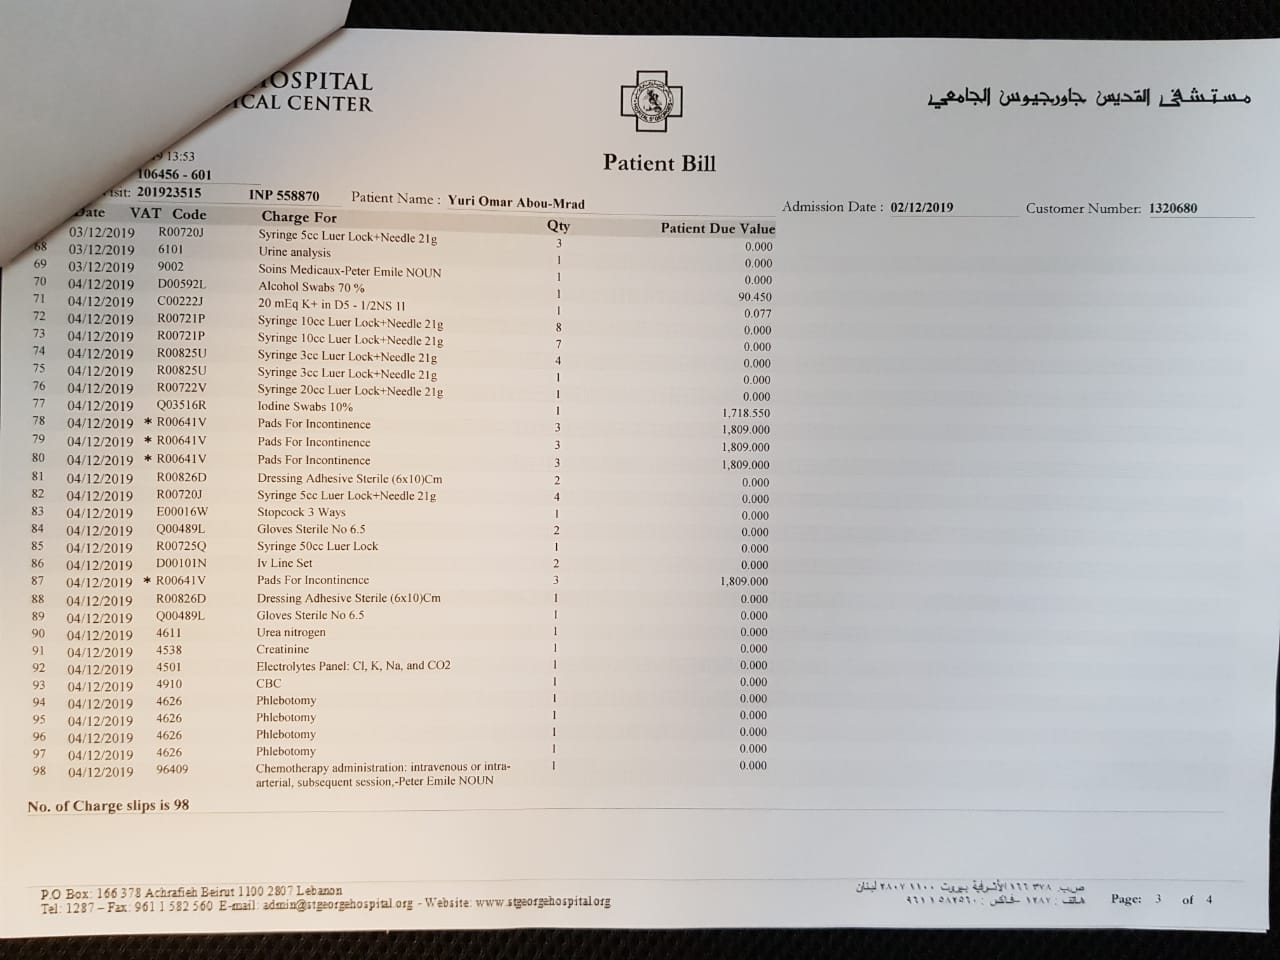 HOSPITAL
ICAL CENTER
مستشفى القديس جاورجيوس الجامعي
13:53
106456 - 601
Patient Bill
201923515 INP 558870 Patient Name : Yuri Omar Abou-Mrad Admission Date : 02/12/2019 Customer Number: 1320680
Date VAT Code Charge For Qty Patient Due Value
03/12/2019 R00720J Syringe 5cc Luer Lock+Needle 21g 3 0.000
68 03/12/2019 6101 Urine analysis 1 0.000
69 03/12/2019 9002 Soins Medicaux-Peter Emile NOUN 1 0.000
70 04/12/2019 D00592L Alcohol Swabs 70 % 1 90.450
71 04/12/2019 C00222J 20 mEq K+ in D5 - 1/2NS 1l 1 0.077
72 04/12/2019 R00721P Syringe 10cc Luer Lock+Needle 21g 8 0.000
73 04/12/2019 R00721P Syringe 10cc Luer Lock+Needle 21g 7 0.000
74 04/12/2019 R00825U Syringe 3cc Luer Lock+Needle 21g 4 0.000
75 04/12/2019 R00825U Syringe 3cc Luer Lock+Needle 21g 1 0.000
76 04/12/2019 R00722V Syringe 20cc Luer Lock+Needle 21g 1 0.000
77 04/12/2019 Q03516R Iodine Swabs 10% 1 1,718.550
78 04/12/2019 * R00641V Pads For Incontinence 3 1,809.000
79 04/12/2019 * R00641V Pads For Incontinence 3 1,809.000
80 04/12/2019 * R00641V Pads For Incontinence 3 1,809.000
81 04/12/2019 R00826D Dressing Adhesive Sterile (6x10)Cm 2 0.000
82 04/12/2019 R00720J Syringe 5cc Luer Lock+Needle 21g 4 0.000
83 04/12/2019 E00016W Stopcock 3 Ways 1 0.000
84 04/12/2019 Q00489L Gloves Sterile No 6.5 2 0.000
85 04/12/2019 R00725Q Syringe 50cc Luer Lock 1 0.000
86 04/12/2019 D00101N Iv Line Set 2 0.000
87 04/12/2019 * R00641V Pads For Incontinence 3 1,809.000
88 04/12/2019 R00826D Dressing Adhesive Sterile (6x10)Cm 1 0.000
89 04/12/2019 Q00489L Gloves Sterile No 6.5 1 0.000
90 04/12/2019 4611 Urea nitrogen 1 0.000
91 04/12/2019 4538 Creatinine 1 0.000
92 04/12/2019 4501 Electrolytes Panel: Cl, K, Na, and CO2 1 0.000
93 04/12/2019 4910 CBC 1 0.000
94 04/12/2019 4626 Phlebotomy 1 0.000
95 04/12/2019 4626 Phlebotomy 1 0.000
96 04/12/2019 4626 Phlebotomy 1 0.000
97 04/12/2019 4626 Phlebotomy 1 0.000
98 04/12/2019 96409 Chemotherapy administration: intravenous or intra- 1 0.000
arterial, subsequent session,-Peter Emile NOUN
No. of Charge slips is 98
P.O Box: 166 378 Achrafieh Beirut 1100 2807 Lebanon
Tel: 1287 – Fax: 961 1 582 560 E-mail: admin@stgeorgehospital.org - Website: www.stgeorgehospital.org
ص.ب. ١٦٦٣٧٨ الأشرفية بيروت ١١٠٠ ٢٨٠٧ لبنان
هاتف : ١٢٨٧ - فاكس : ٩٦١١٥٨٢٥٦٠
Page: 3 of 4